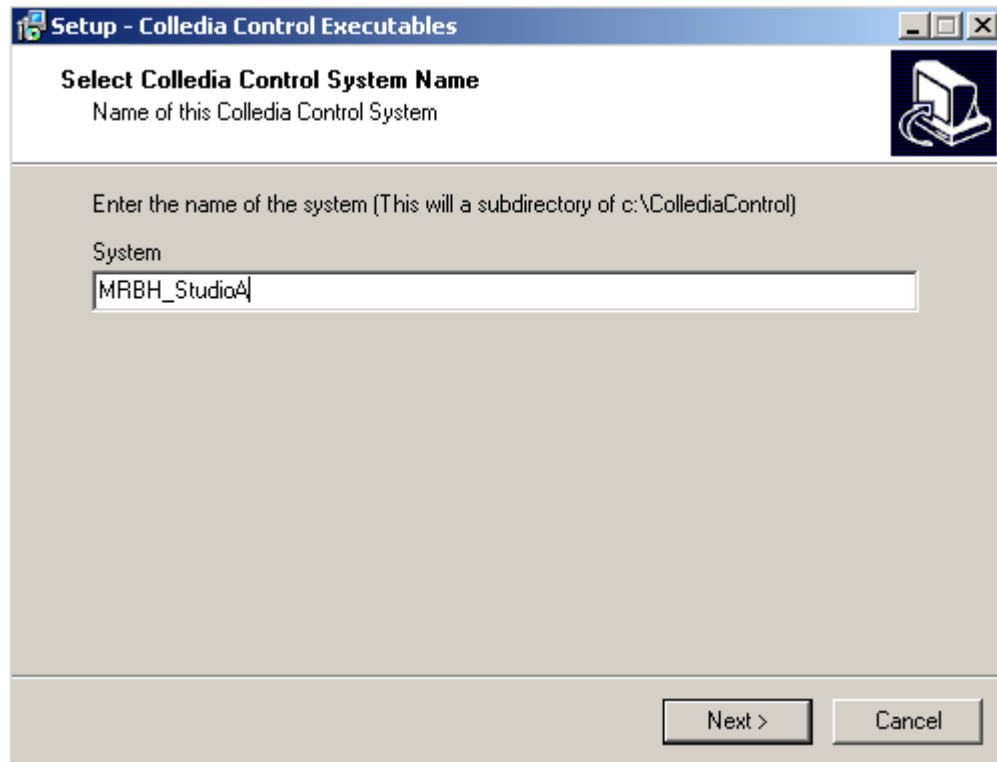 Setup - Colledia Control Executables
Select Colledia Control System Name
Name of this Colledia Control System
Enter the name of the system (This will a subdirectory of c:\CollediaControl)
System
MRBH_StudioA
Next >
Cancel